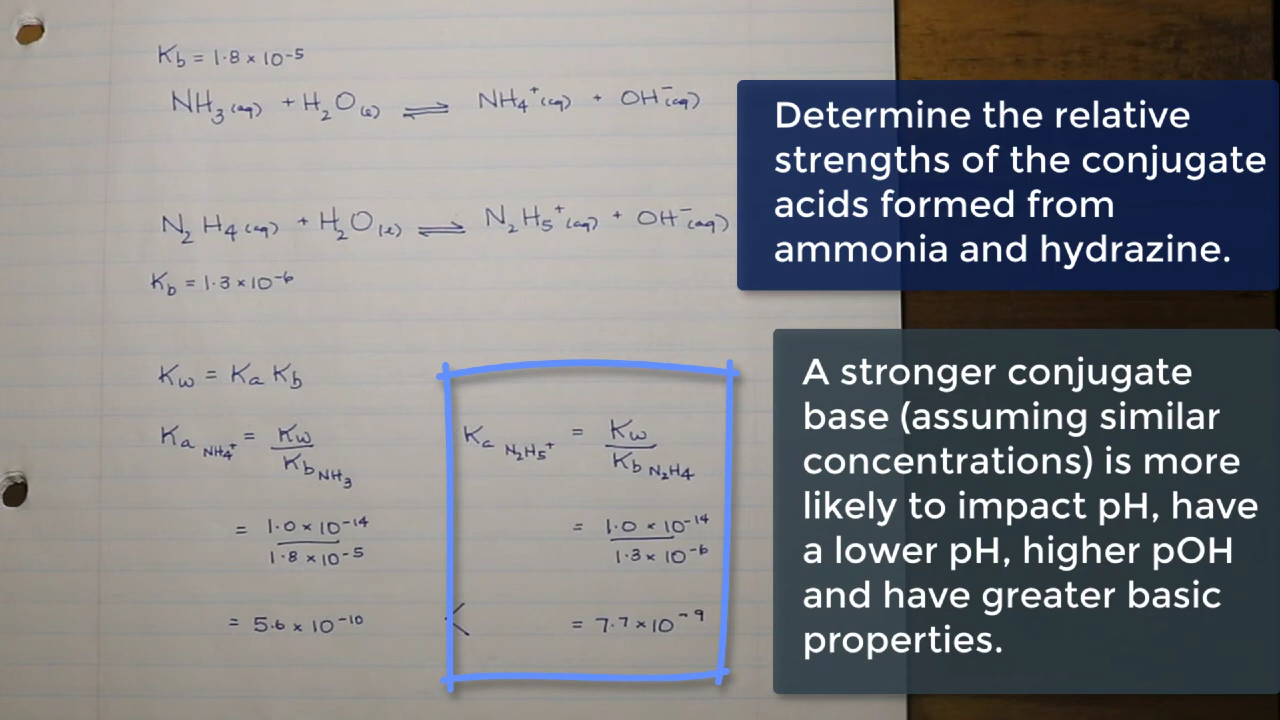 Kb = 1.8 × 10⁻⁵
NH₃(aq) + H₂O(l) ⇌ NH₄⁺(aq) + OH⁻(aq)
N₂H₄(aq) + H₂O(l) ⇌ N₂H₅⁺(aq) + OH⁻(aq)
Kb = 1.3 × 10⁻⁶
Kw = Ka Kb
Ka NH₄⁺ = Kw / Kb NH₃
= 1.0 × 10⁻¹⁴ / 1.8 × 10⁻⁵
= 5.6 × 10⁻¹⁰ <
Ka N₂H₅⁺ = Kw / Kb N₂H₄
= 1.0 × 10⁻¹⁴ / 1.3 × 10⁻⁶
= 7.7 × 10⁻⁹
Determine the relative
strengths of the conjugate
acids formed from
ammonia and hydrazine.
A stronger conjugate
base (assuming similar
concentrations) is more
likely to impact pH, have
a lower pH, higher pOH
and have greater basic
properties.